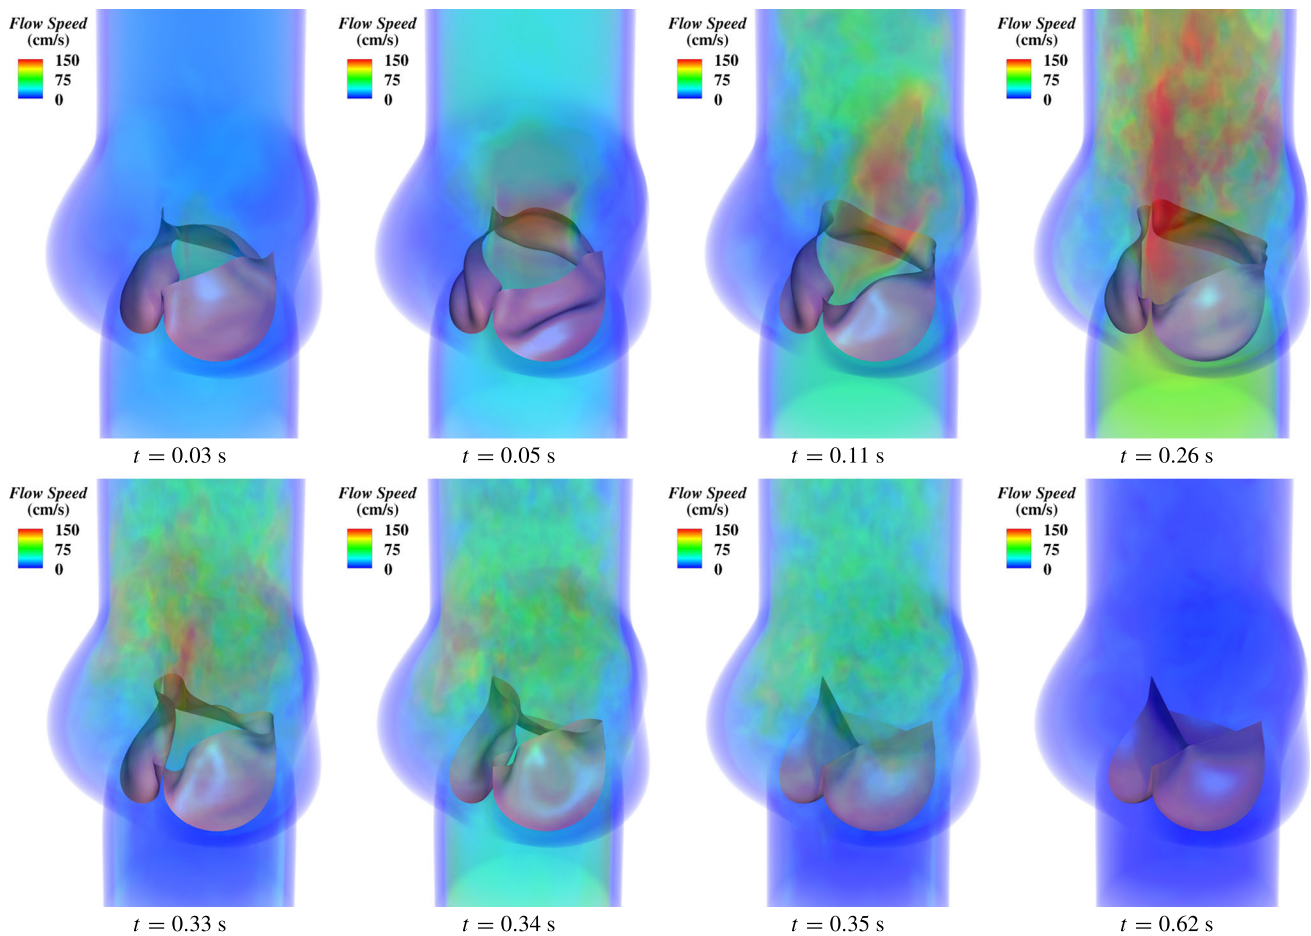 Flow Speed
(cm/s)
150
75
0
t = 0.03 s
Flow Speed
(cm/s)
150
75
0
t = 0.05 s
Flow Speed
(cm/s)
150
75
0
t = 0.11 s
Flow Speed
(cm/s)
150
75
0
t = 0.26 s
Flow Speed
(cm/s)
150
75
0
t = 0.33 s
Flow Speed
(cm/s)
150
75
0
t = 0.34 s
Flow Speed
(cm/s)
150
75
0
t = 0.35 s
Flow Speed
(cm/s)
150
75
0
t = 0.62 s